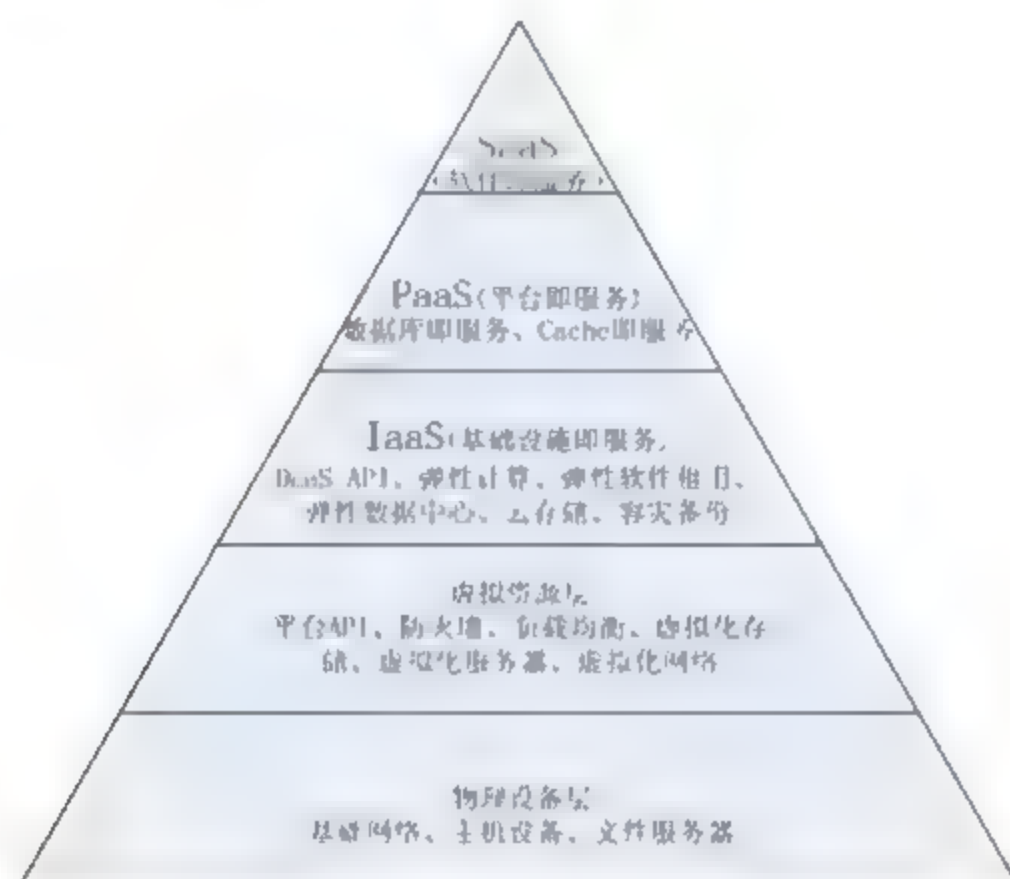 SaaS
PaaS(平台即服务)
数据库即服务、Cache即服务
IaaS(基础设施即服务)
DaaS API、弹性计算、弹性软件组
弹性数据中心、云存储、容灾备份
虚拟资源层
平台API、防火墙、负载均衡、虚拟化存
储、虚拟化服务器、虚拟化网络
物理设备层
基础网络、主机设备、文件服务器